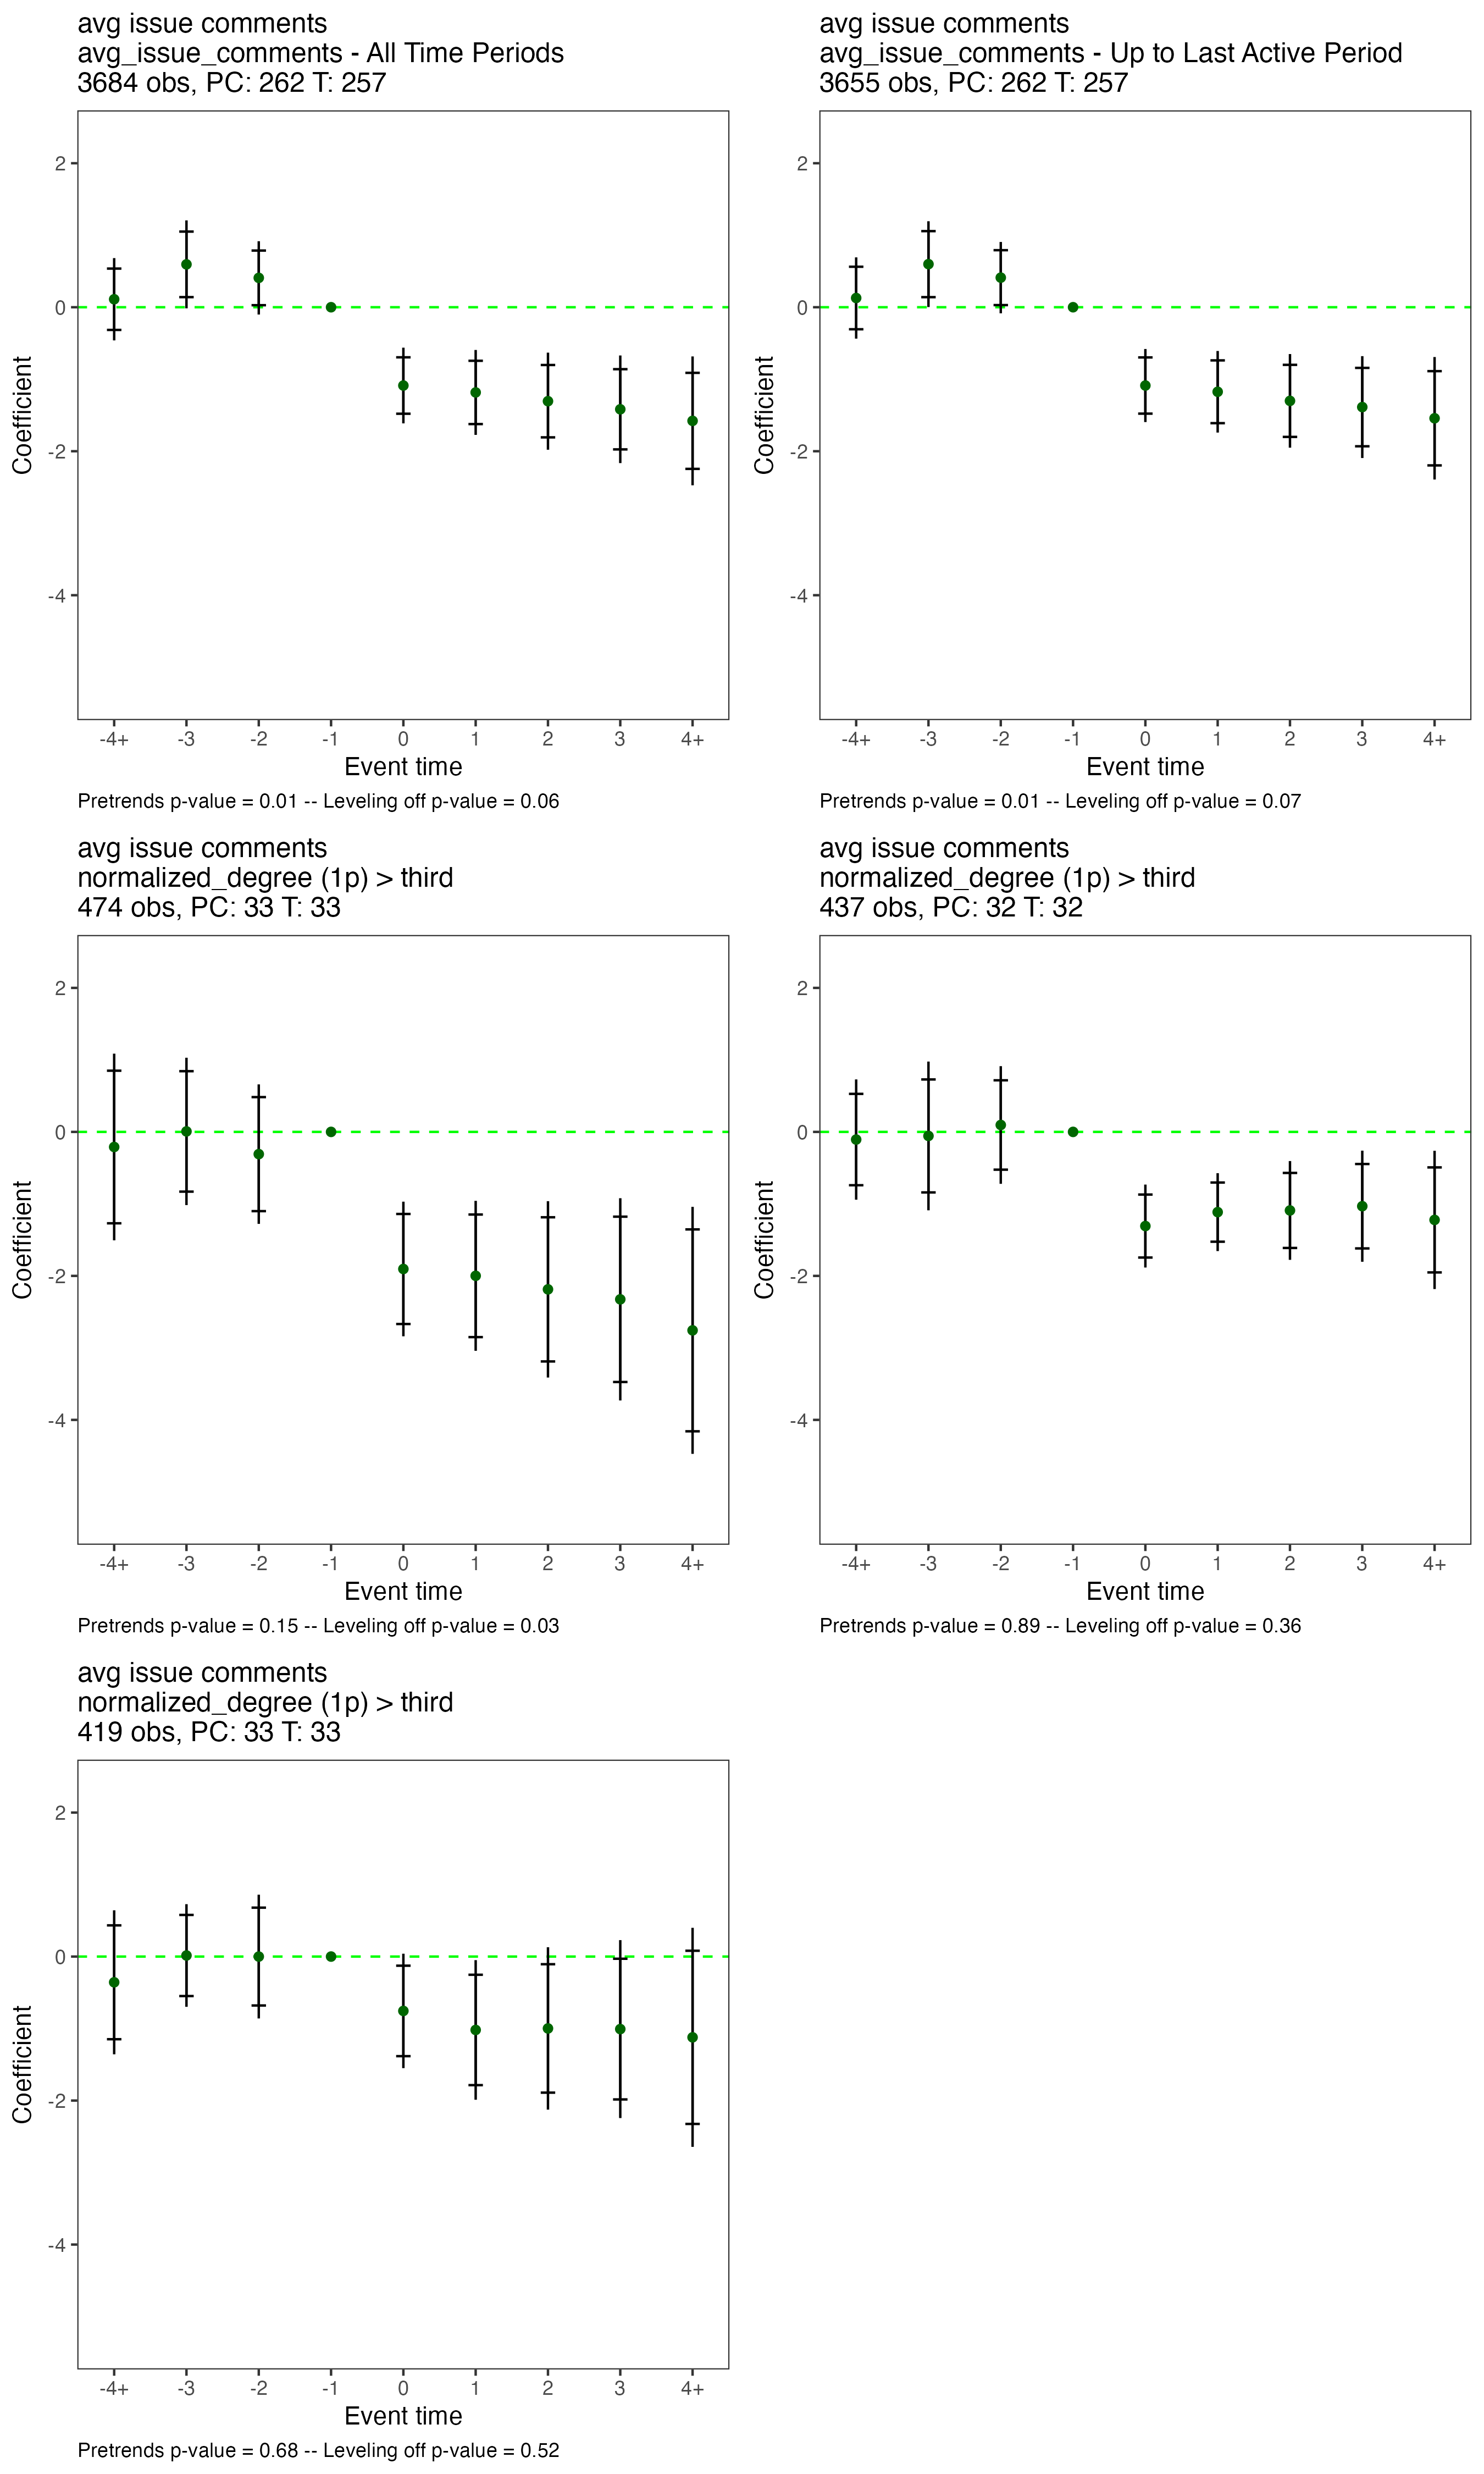 avg issue comments
avg_issue_comments - All Time Periods
3684 obs, PC: 262 T: 257
2
0
-2
-4
Coefficient
-4+ -3 -2 -1 0 1 2 3 4+
Event time
Pretrends p-value = 0.01 -- Leveling off p-value = 0.06
avg issue comments
avg_issue_comments - Up to Last Active Period
3655 obs, PC: 262 T: 257
2
0
-2
-4
Coefficient
-4+ -3 -2 -1 0 1 2 3 4+
Event time
Pretrends p-value = 0.01 -- Leveling off p-value = 0.07
avg issue comments
normalized_degree (1p) > third
474 obs, PC: 33 T: 33
2
0
-2
-4
Coefficient
-4+ -3 -2 -1 0 1 2 3 4+
Event time
Pretrends p-value = 0.15 -- Leveling off p-value = 0.03
avg issue comments
normalized_degree (1p) > third
437 obs, PC: 32 T: 32
2
0
-2
-4
Coefficient
-4+ -3 -2 -1 0 1 2 3 4+
Event time
Pretrends p-value = 0.89 -- Leveling off p-value = 0.36
avg issue comments
normalized_degree (1p) > third
419 obs, PC: 33 T: 33
2
0
-2
-4
Coefficient
-4+ -3 -2 -1 0 1 2 3 4+
Event time
Pretrends p-value = 0.68 -- Leveling off p-value = 0.52